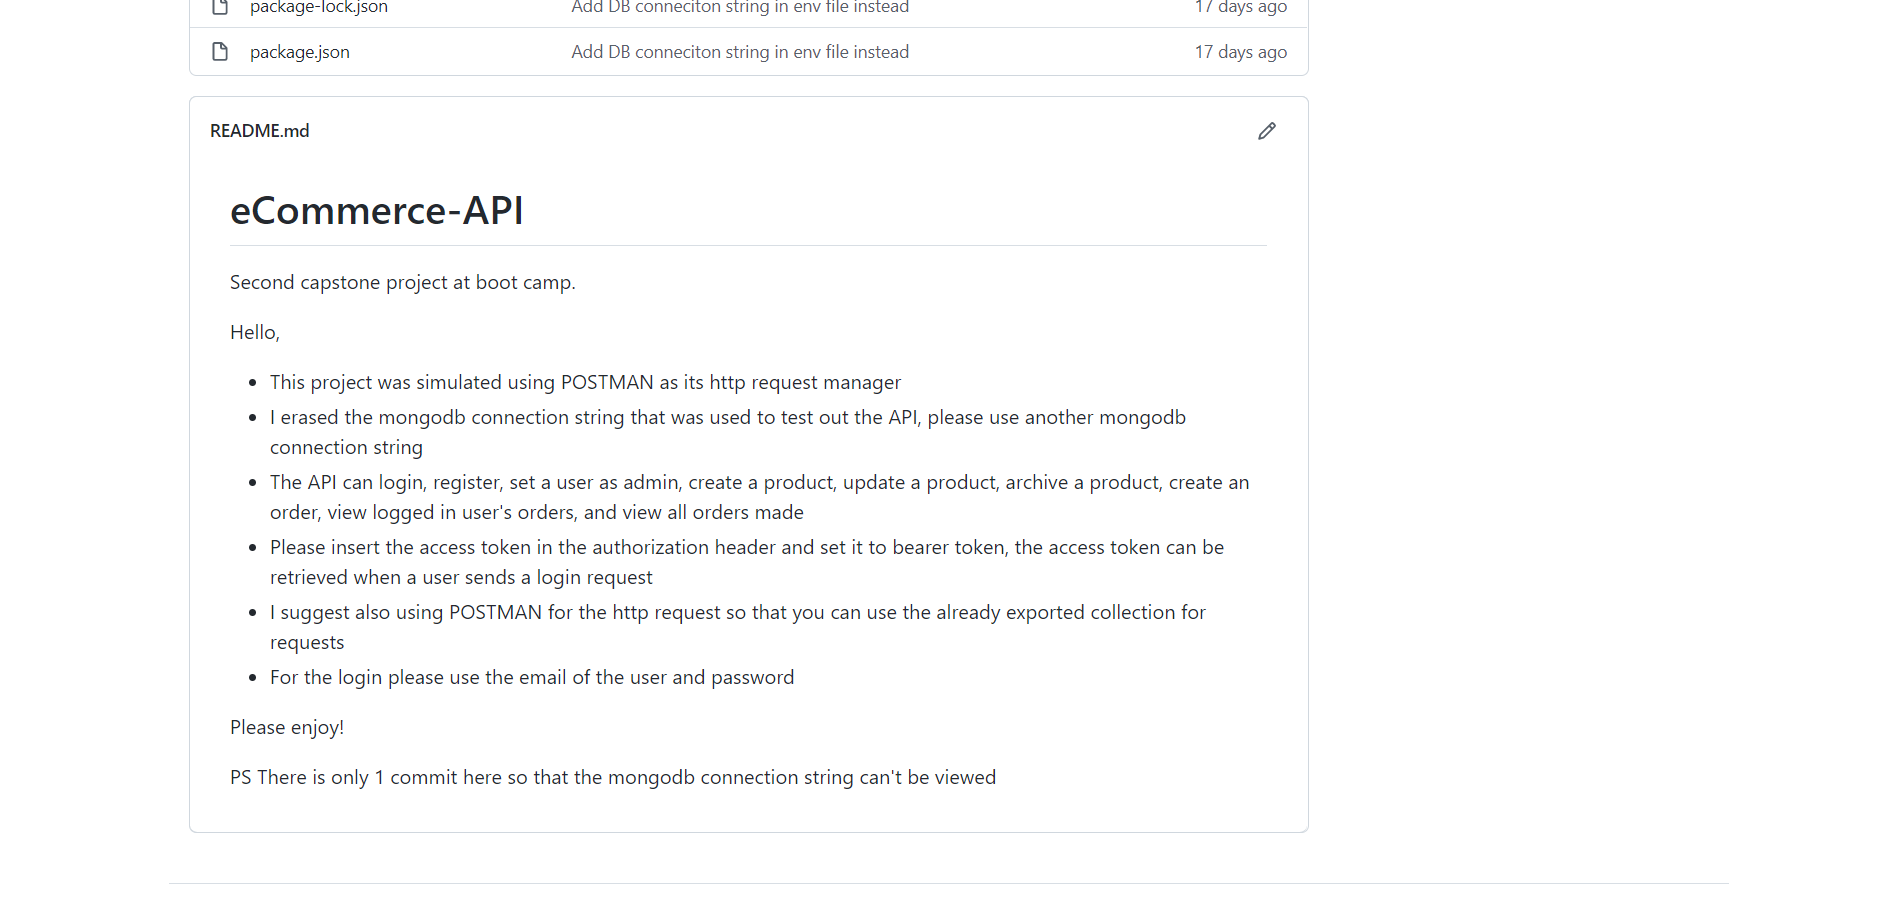 package-lock.json Add DB conneciton string in env file instead 17 days ago
package.json Add DB conneciton string in env file instead 17 days ago
README.md
eCommerce-API
Second capstone project at boot camp.
Hello,
• This project was simulated using POSTMAN as its http request manager
• I erased the mongodb connection string that was used to test out the API, please use another mongodb
connection string
• The API can login, register, set a user as admin, create a product, update a product, archive a product, create an
order, view logged in user's orders, and view all orders made
• Please insert the access token in the authorization header and set it to bearer token, the access token can be
retrieved when a user sends a login request
• I suggest also using POSTMAN for the http request so that you can use the already exported collection for
requests
• For the login please use the email of the user and password
Please enjoy!
PS There is only 1 commit here so that the mongodb connection string can't be viewed